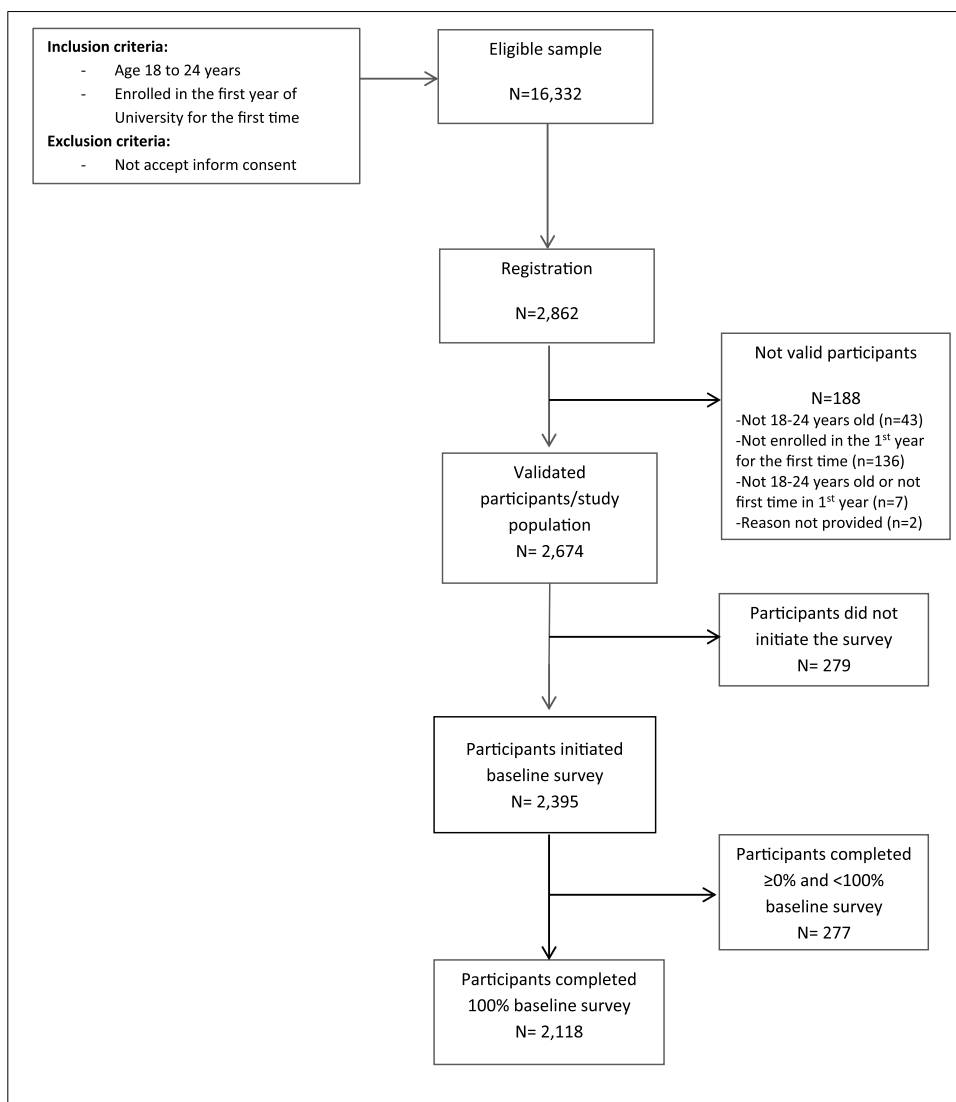 Inclusion criteria:
- Age 18 to 24 years
- Enrolled in the first year of
University for the first time
Exclusion criteria:
- Not accept inform consent
Eligible sample
N=16,332
Registration
N=2,862
Not valid participants
N=188
-Not 18-24 years old (n=43)
-Not enrolled in the 1st year
for the first time (n=136)
-Not 18-24 years old or not
first time in 1st year (n=7)
-Reason not provided (n=2)
Validated
participants/study
population
N= 2,674
Participants did not
initiate the survey
N= 279
Participants initiated
baseline survey
N= 2,395
Participants completed
≥0% and <100%
baseline survey
N= 277
Participants completed
100% baseline survey
N= 2,118